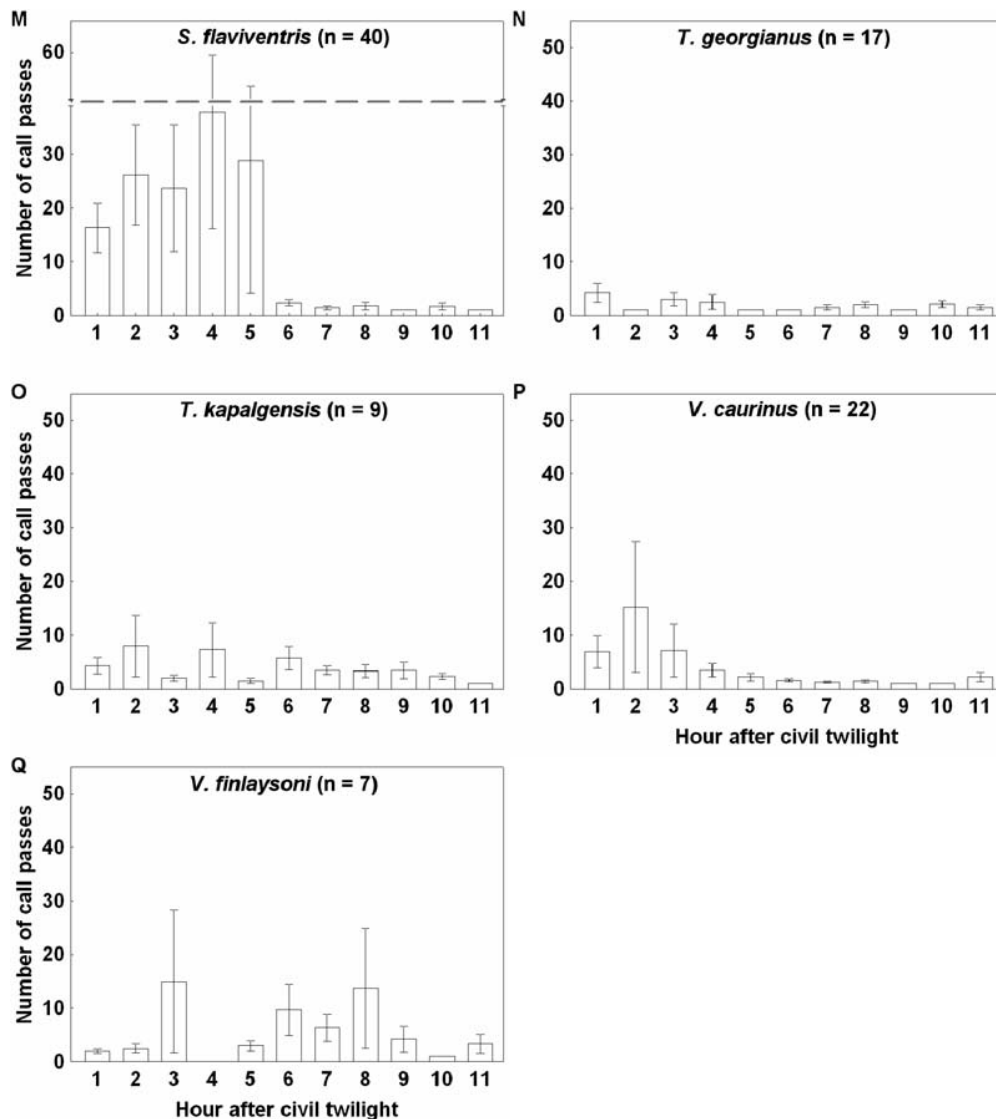 M
S. flaviventris (n = 40)
Number of call passes
60
30
20
10
0
1 2 3 4 5 6 7 8 9 10 11
N
T. georgianus (n = 17)
50
40
30
20
10
0
1 2 3 4 5 6 7 8 9 10 11
O
T. kapalgensis (n = 9)
Number of call passes
50
40
30
20
10
0
1 2 3 4 5 6 7 8 9 10 11
P
V. caurinus (n = 22)
50
40
30
20
10
0
1 2 3 4 5 6 7 8 9 10 11
Hour after civil twilight
Q
V. finlaysoni (n = 7)
Number of call passes
50
40
30
20
10
0
1 2 3 4 5 6 7 8 9 10 11
Hour after civil twilight